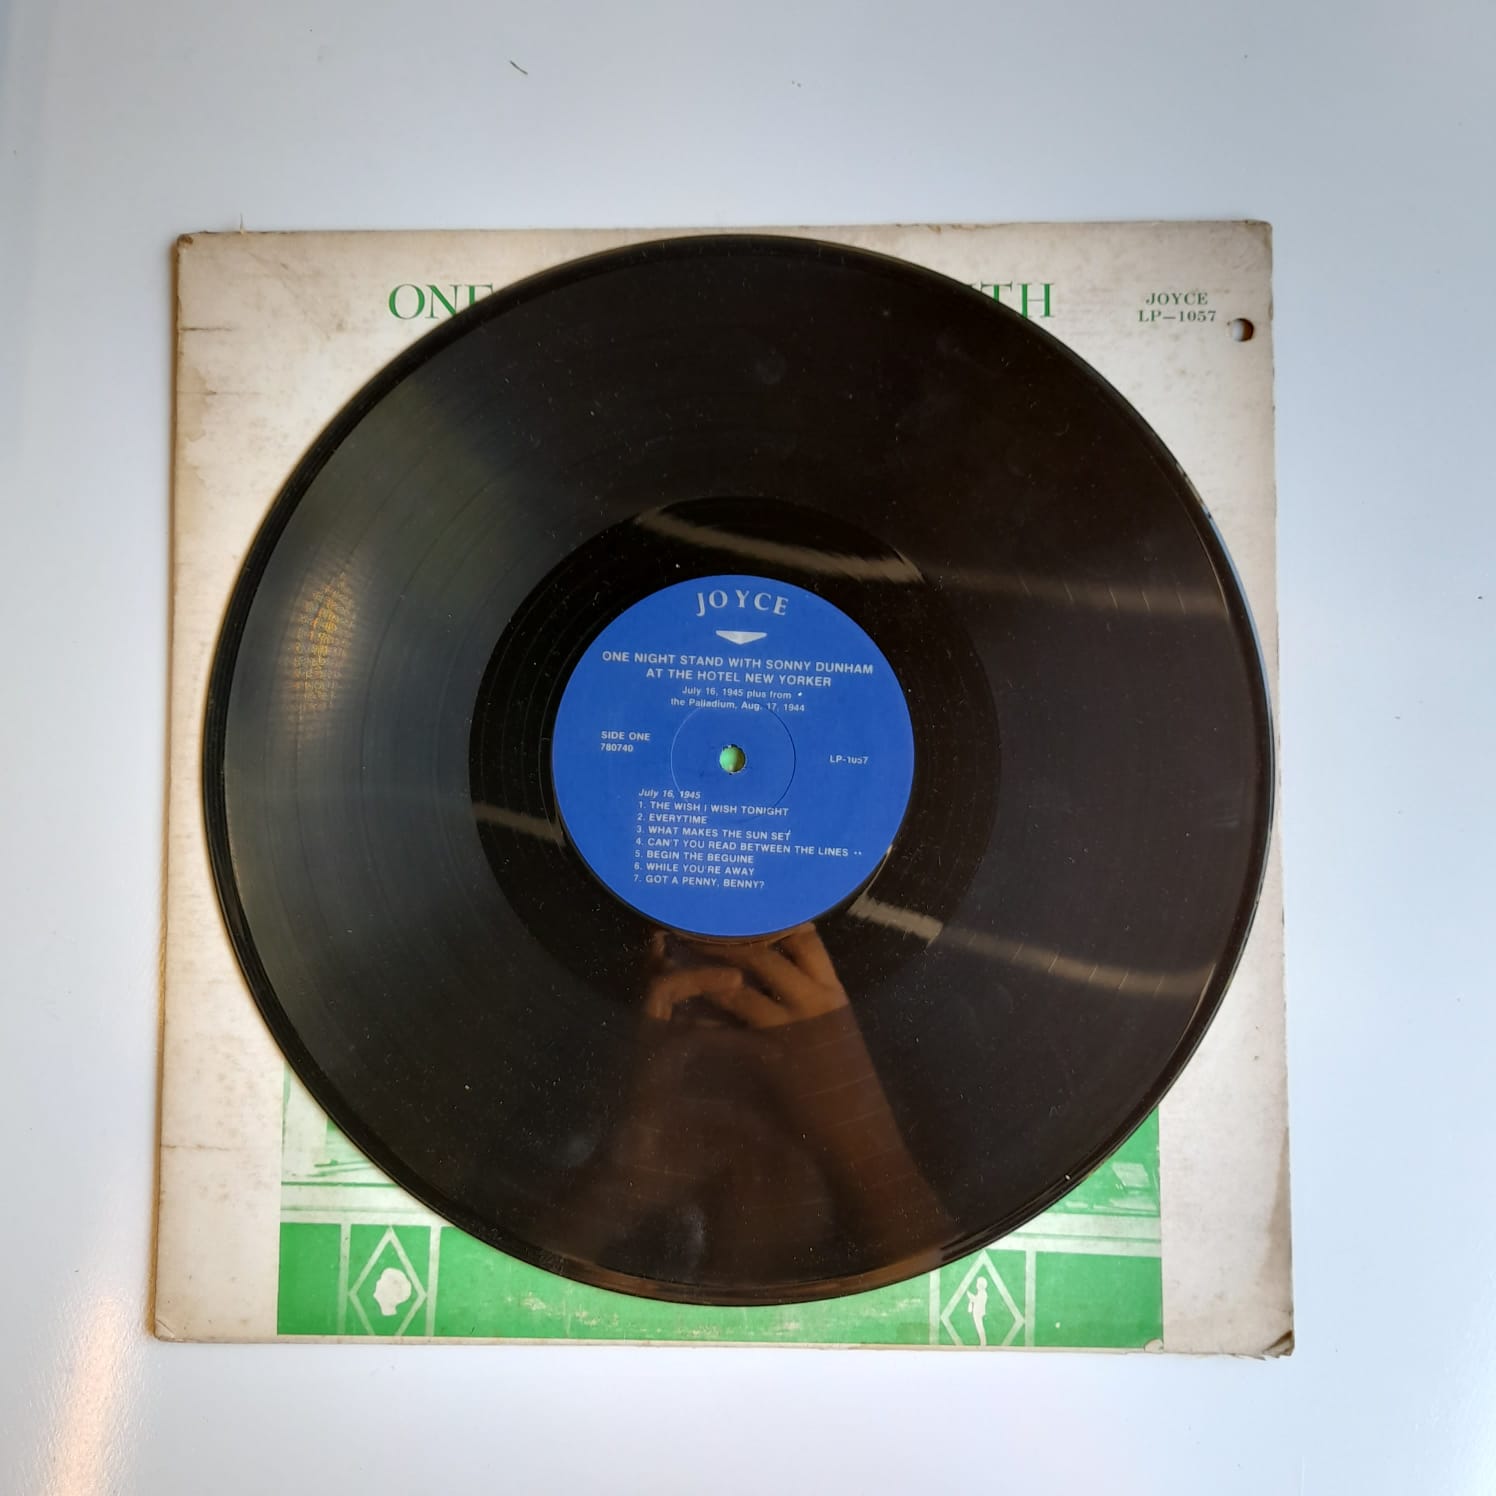 ONE
ITH
JOYCE
LP—1057
JOYCE
ONE NIGHT STAND WITH SONNY DUNHAM
AT THE HOTEL NEW YORKER
July 16, 1945 plus from
the Palladium, Aug. 17, 1944
SIDE ONE
780740
LP-1057
July 16, 1945
1. THE WISH I WISH TONIGHT
2. EVERYTIME
3. WHAT MAKES THE SUN SET
4. CAN'T YOU READ BETWEEN THE LINES **
5. BEGIN THE BEGUINE
6. WHILE YOU'RE AWAY
7. GOT A PENNY, BENNY?